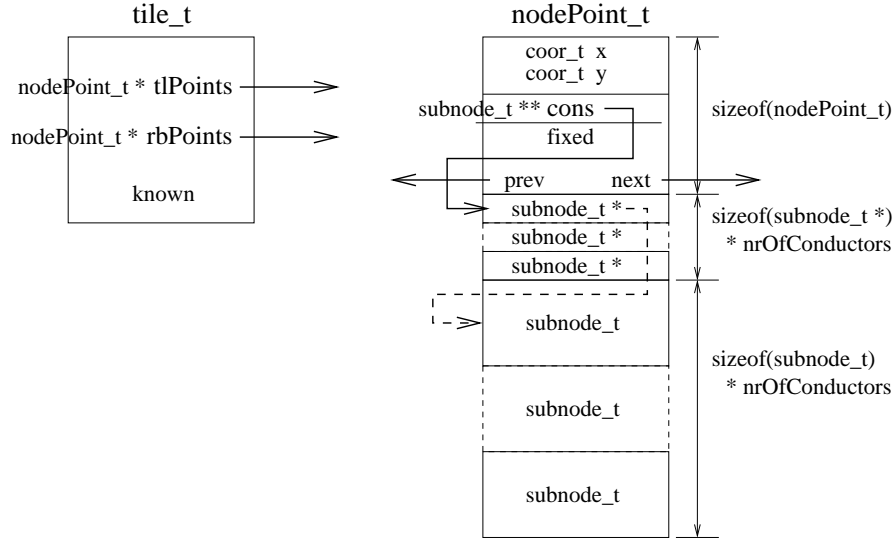 tile_t
nodePoint_t * tlPoints
nodePoint_t * rbPoints
known
nodePoint_t
coor_t x
coor_t y
subnode_t ** cons
fixed
prev next
subnode_t *
subnode_t *
subnode_t *
subnode_t
subnode_t
subnode_t
sizeof(nodePoint_t)
sizeof(subnode_t *)
* nrOfConductors
sizeof(subnode_t)
* nrOfConductors